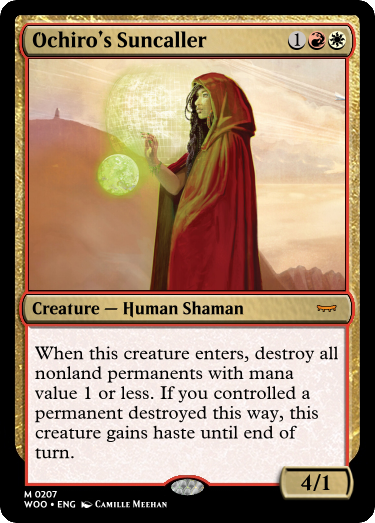 Ochiro's Suncaller 1
Creature — Human Shaman
When this creature enters, destroy all
nonland permanents with mana
value 1 or less. If you controlled a
permanent destroyed this way, this
creature gains haste until end of
turn.
4/1
M 0207
WOO • ENG Camille Meehan